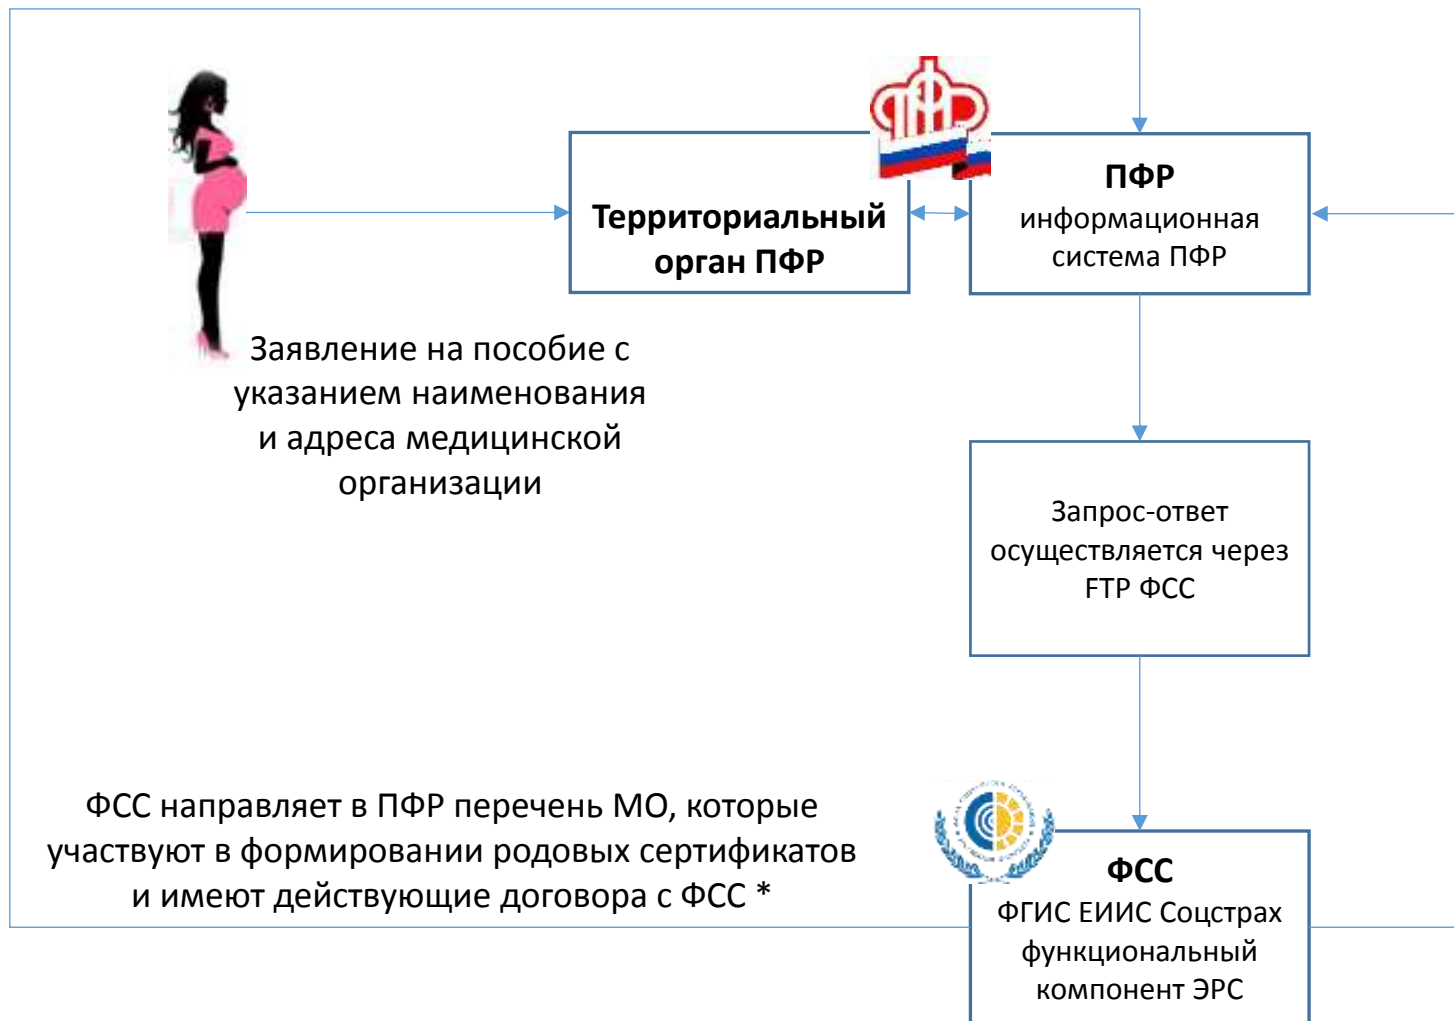 ПФР
информационная
система ПФР
Территориальный
орган ПФР
Заявление на пособие с
указанием наименования
и адреса медицинской
организации
Запрос-ответ
осуществляется через
FTP ФСС
ФСС направляет в ПФР перечень МО, которые
участвуют в формировании родовых сертификатов
и имеют действующие договора с ФСС *
ФСС
ФГИС ЕИИС Соцстрах
функциональный
компонент ЭРС